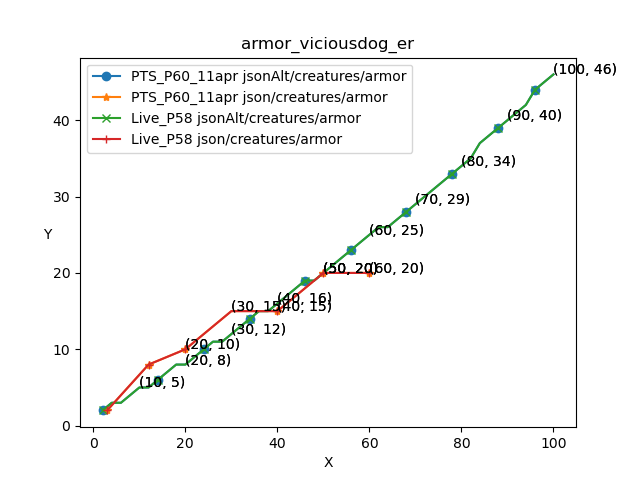 armor_viciousdog_er
PTS_P60_11apr jsonAlt/creatures/armor
PTS_P60_11apr json/creatures/armor
Live_P58 jsonAlt/creatures/armor
Live_P58 json/creatures/armor
(100, 46)
(90, 40)
(80, 34)
(70, 29)
(60, 25)
(50, 20)
(60, 20)
(40, 16)
(30, 15)
(40, 15)
(30, 12)
(20, 10)
(20, 8)
(10, 5)
Y
40
30
20
10
0
0 20 40 60 80 100
X